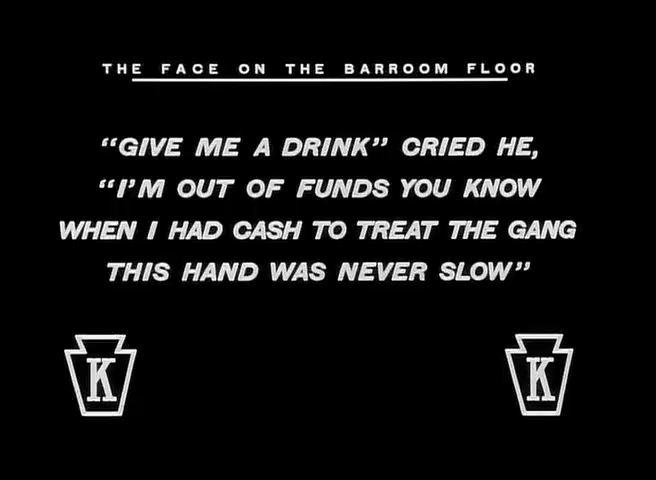 THE FACE ON THE BARROOM FLOOR
"GIVE ME A DRINK" CRIED HE,
"I'M OUT OF FUNDS YOU KNOW
WHEN I HAD CASH TO TREAT THE GANG
THIS HAND WAS NEVER SLOW"
K K